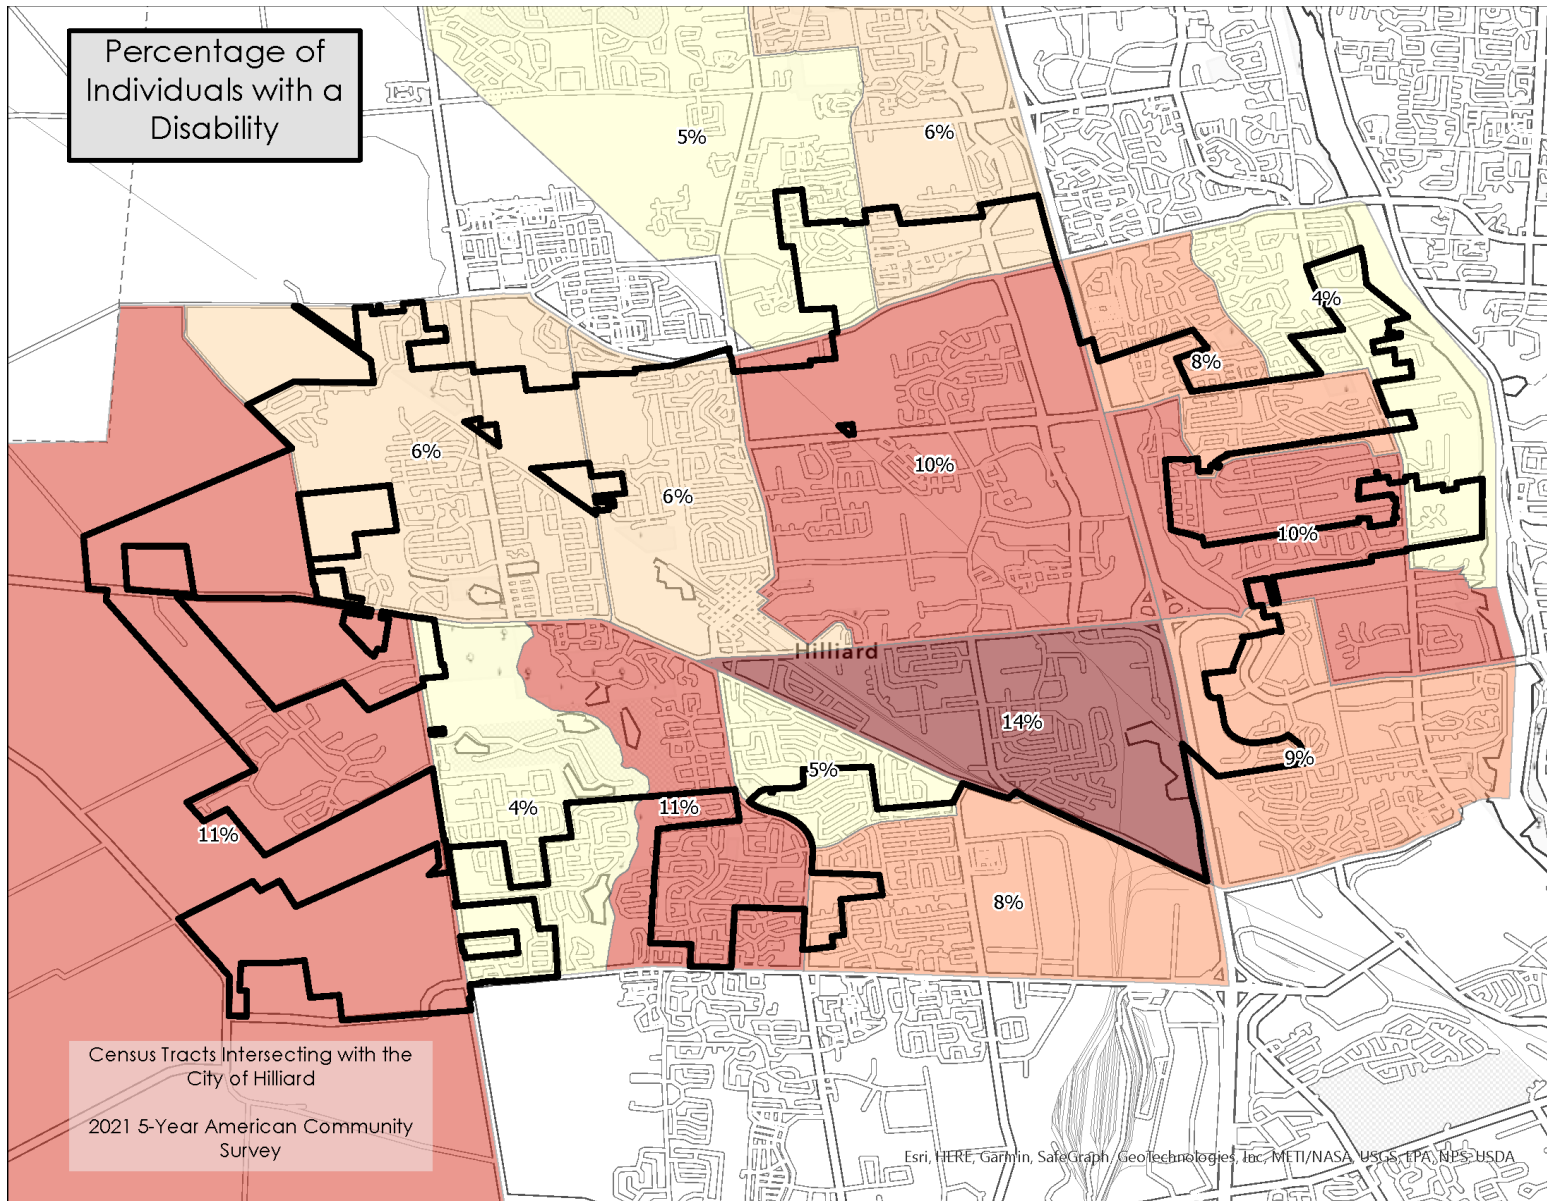 Percentage of
Individuals with a
Disability
5%
6%
4%
8%
6%
10%
6%
10%
Hilliard
14%
9%
5%
4%
11%
11%
8%
Census Tracts Intersecting with the
City of Hilliard
2021 5-Year American Community
Survey
Esri, HERE, Garmin, SafeGraph, GeoTechnologies, Inc, METI/NASA, USGS, EPA, NPS, USDA